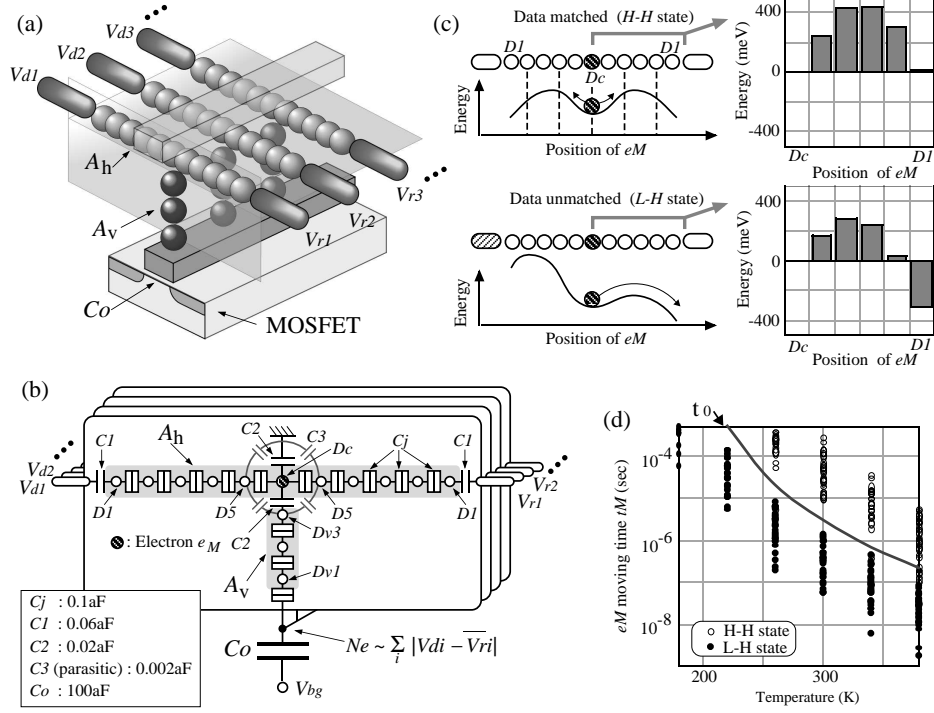 (a)
Vd3
Vd2
Vd1
Ah
Av
Vr3
Vr2
Vr1
Co
MOSFET
(c)
Data matched (H-H state)
D1
D1
Dc
Energy
Position of eM
400
0
-400
Energy (meV)
Dc
D1
Position of eM
Data unmatched (L-H state)
Energy
Position of eM
400
0
-400
Energy (meV)
Dc
D1
Position of eM
(b)
C1
Ah
C2
C3
Dc
Cj
C1
Vd2
Vd1
Vr2
Vr1
D1
D5
D5
D1
C2
Dv3
: Electron eM
Av
Dv1
Cj : 0.1aF
C1 : 0.06aF
C2 : 0.02aF
C3 (parasitic) : 0.002aF
Co : 100aF
Co
Ne ~ ∑i |Vdi − V̅r̅i̅|
Vbg
(d)
t0
10-4
10-6
10-8
eM moving time tM (sec)
H-H state
L-H state
200
300
Temperature (K)